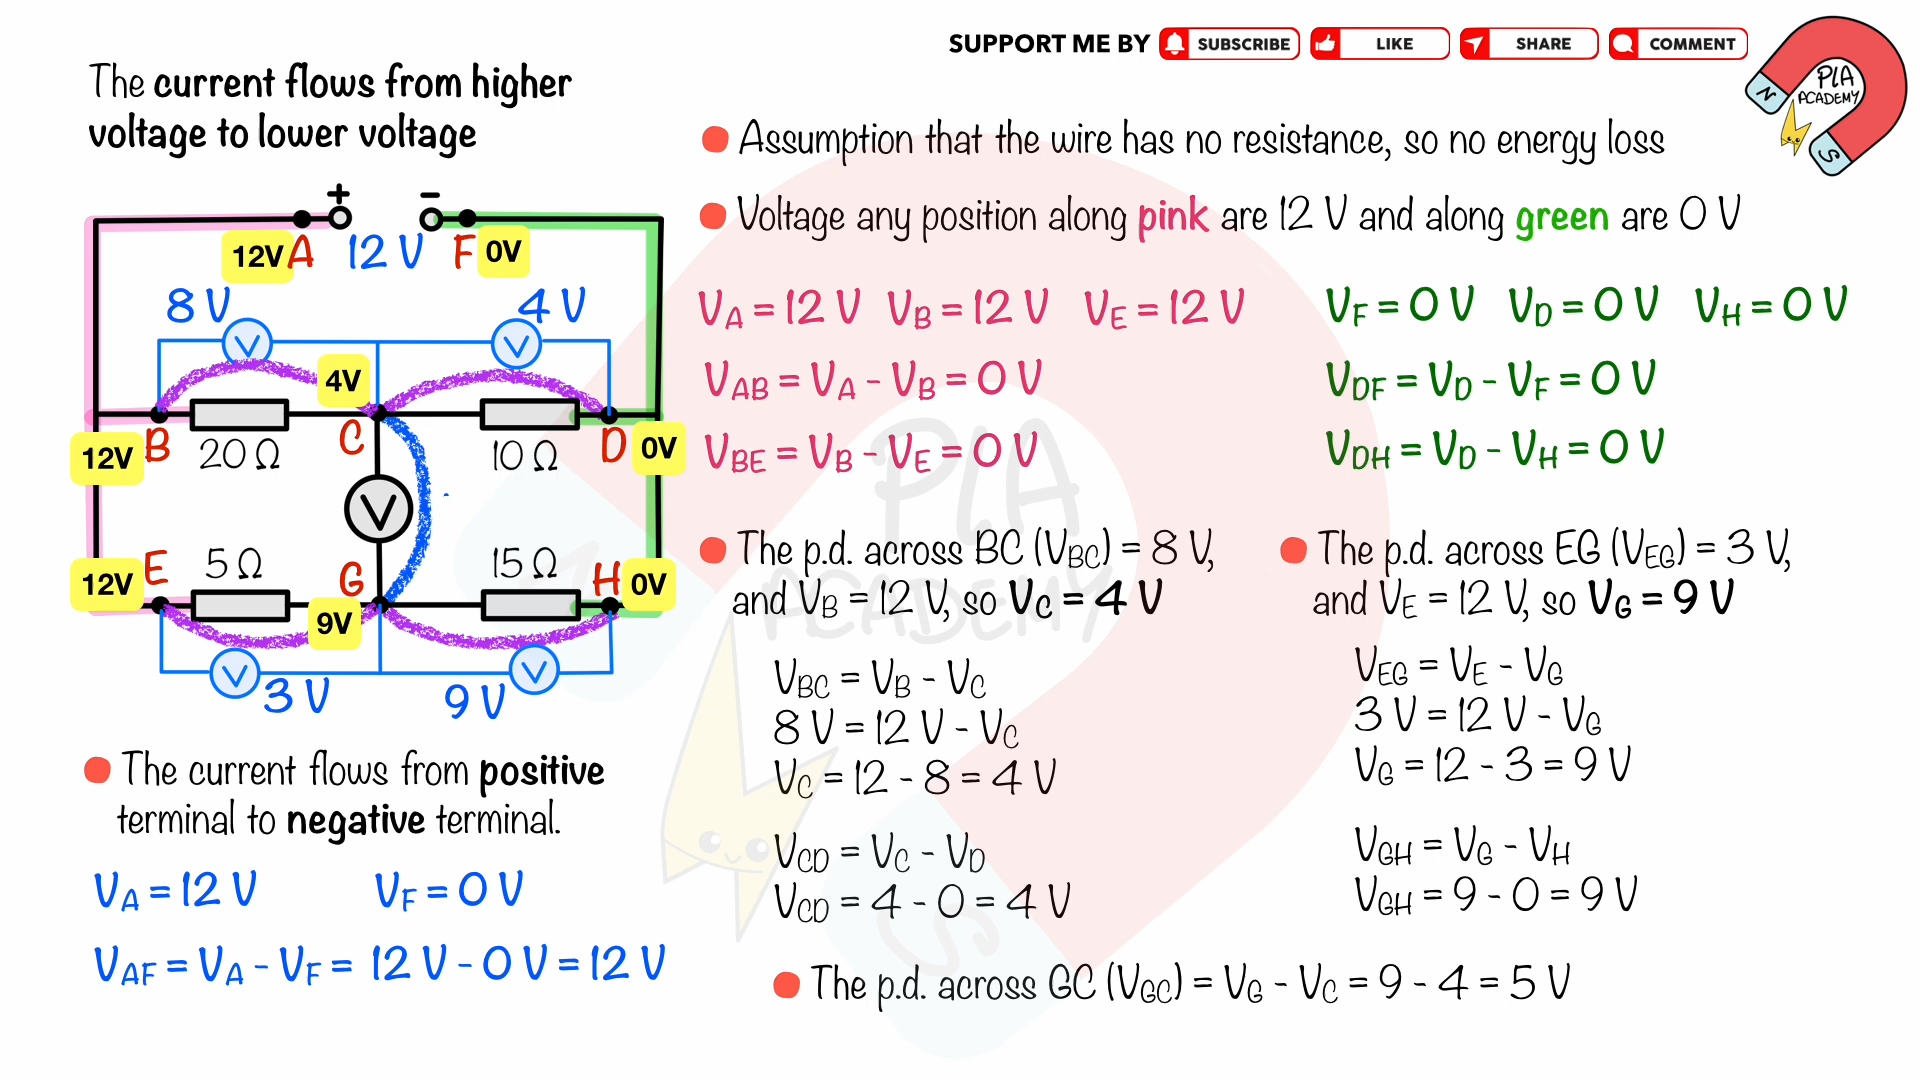 SUPPORT ME BY SUBSCRIBE LIKE SHARE COMMENT
PLA
ACADEMY
N
S
The current flows from higher
voltage to lower voltage
+ -
12V A 12 V F 0V
8 V 4 V
V V
4V
B C D
12V 0V
20 Ω 10 Ω
V
5 Ω 15 Ω
E G H
12V 0V
9V
V V
3 V 9 V
The current flows from positive
terminal to negative terminal.
VA = 12 V VF = 0 V
VAF = VA - VF = 12 V - 0 V = 12 V
Assumption that the wire has no resistance, so no energy loss
Voltage any position along pink are 12 V and along green are 0 V
VA = 12 V VB = 12 V VE = 12 V
VAB = VA - VB = 0 V
VBE = VB - VE = 0 V
VF = 0 V VD = 0 V VH = 0 V
VDF = VD - VF = 0 V
VDH = VD - VH = 0 V
The p.d. across BC (VBC) = 8 V,
and VB = 12 V, so VC = 4 V
VBC = VB - VC
8 V = 12 V - VC
VC = 12 - 8 = 4 V
VCD = VC - VD
VCD = 4 - 0 = 4 V
The p.d. across EG (VEG) = 3 V,
and VE = 12 V, so VG = 9 V
VEG = VE - VG
3 V = 12 V - VG
VG = 12 - 3 = 9 V
VGH = VG - VH
VGH = 9 - 0 = 9 V
The p.d. across GC (VGC) = VG - VC = 9 - 4 = 5 V
PLA
ACADEMY
S